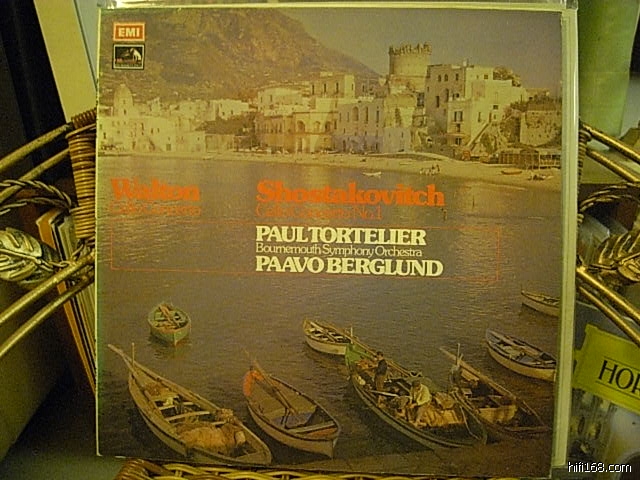 EMI
Walton
Cello Concerto
Shostakovitch
Cello Concerto No.1
PAUL TORTELIER
Bournemouth Symphony Orchestra
PAAVO BERGLUND
HO
hifi168.com